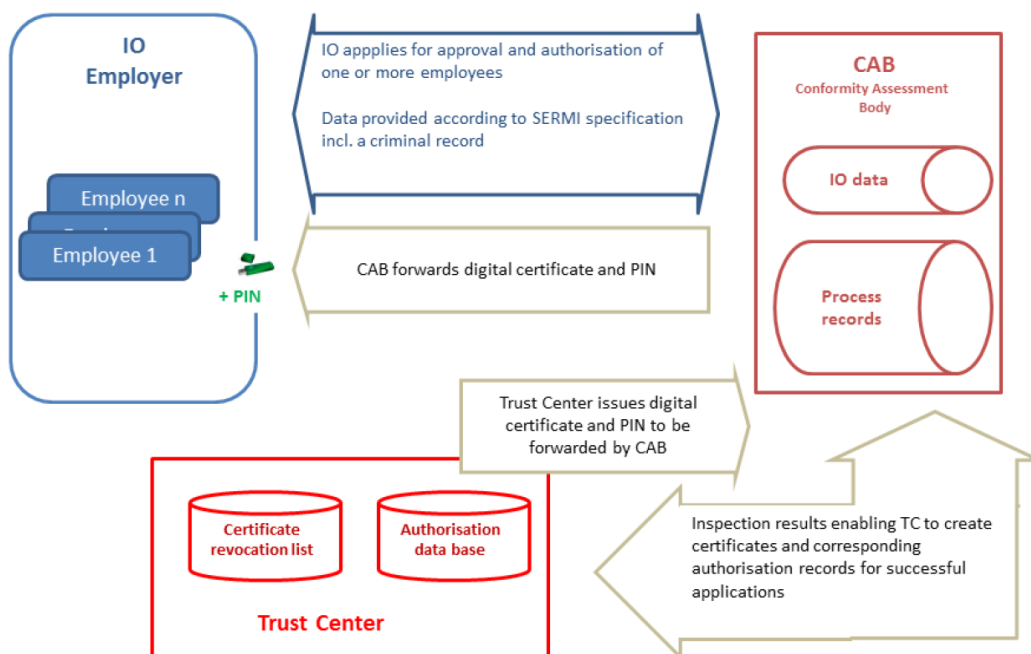 IO
Employer
Employee n
Employee 1
+ PIN
IO appplies for approval and authorisation of
one or more employees
Data provided according to SERMI specification
incl. a criminal record
CAB forwards digital certificate and PIN
CAB
Conformity Assessment
Body
IO data
Process
records
Trust Center issues digital
certificate and PIN to be
forwarded by CAB
Certificate
revocation list
Authorisation
data base
Trust Center
Inspection results enabling TC to create
certificates and corresponding
authorisation records for successful
applications